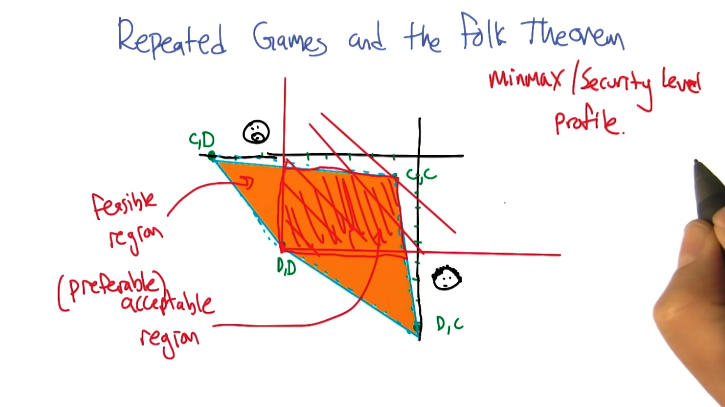 Repeated Games and the Folk Theorem
minmax/Security level
profile.
C,D
C,C
feasible
region
D,D
(preferable)
acceptable
region
D,C